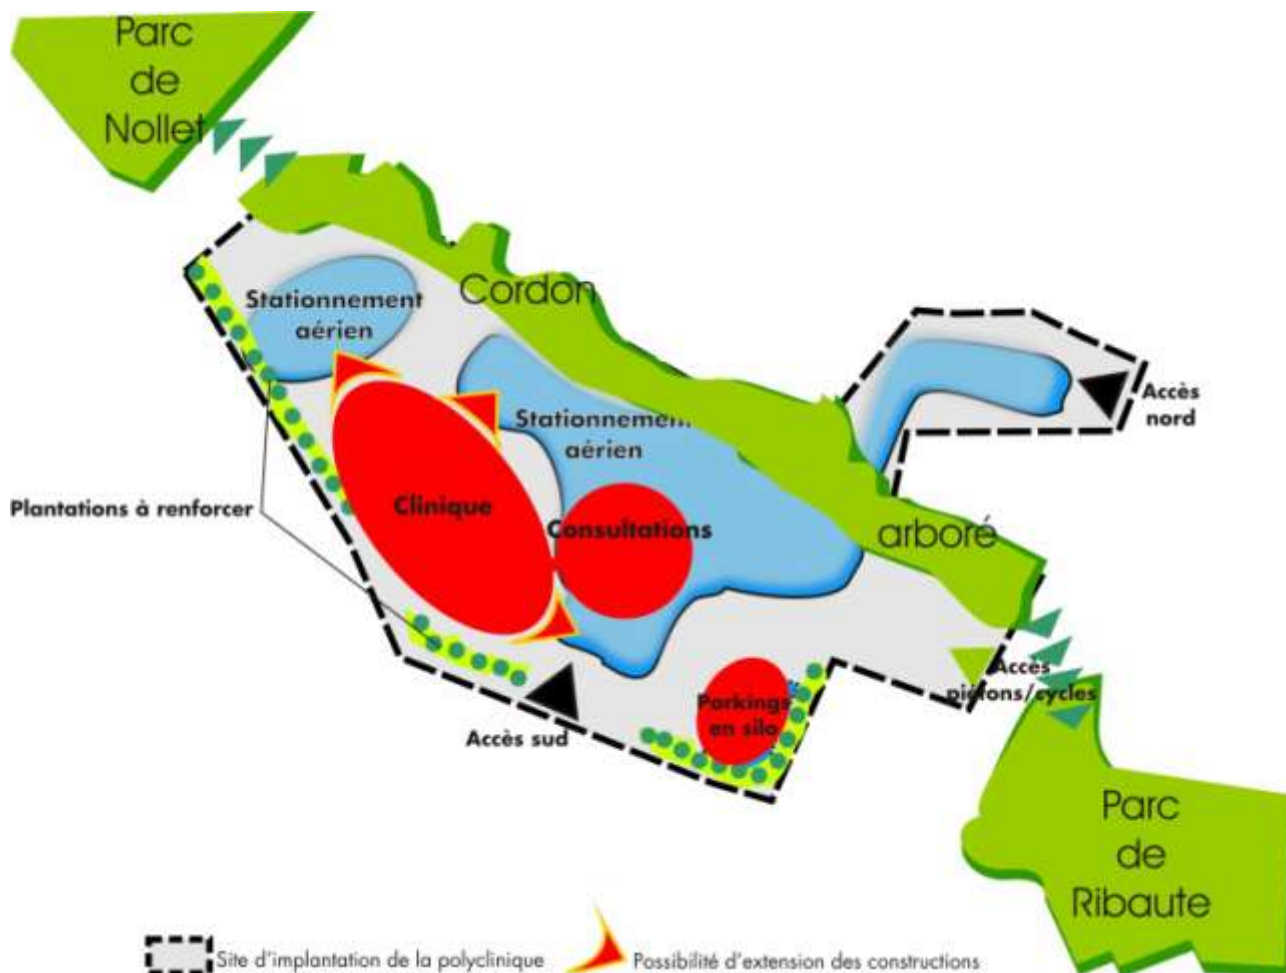 Parc
de
Nollet
Stationnement
aérien
Cordon
Accès
nord
Stationnement
aérien
Plantations à renforcer
Clinique
Consultations
arboré
Accès
piétons/cycles
Parkings
en silo
Accès sud
Parc
de
Ribaute
Site d'implantation de la polyclinique
Possibilité d'extension des constructions